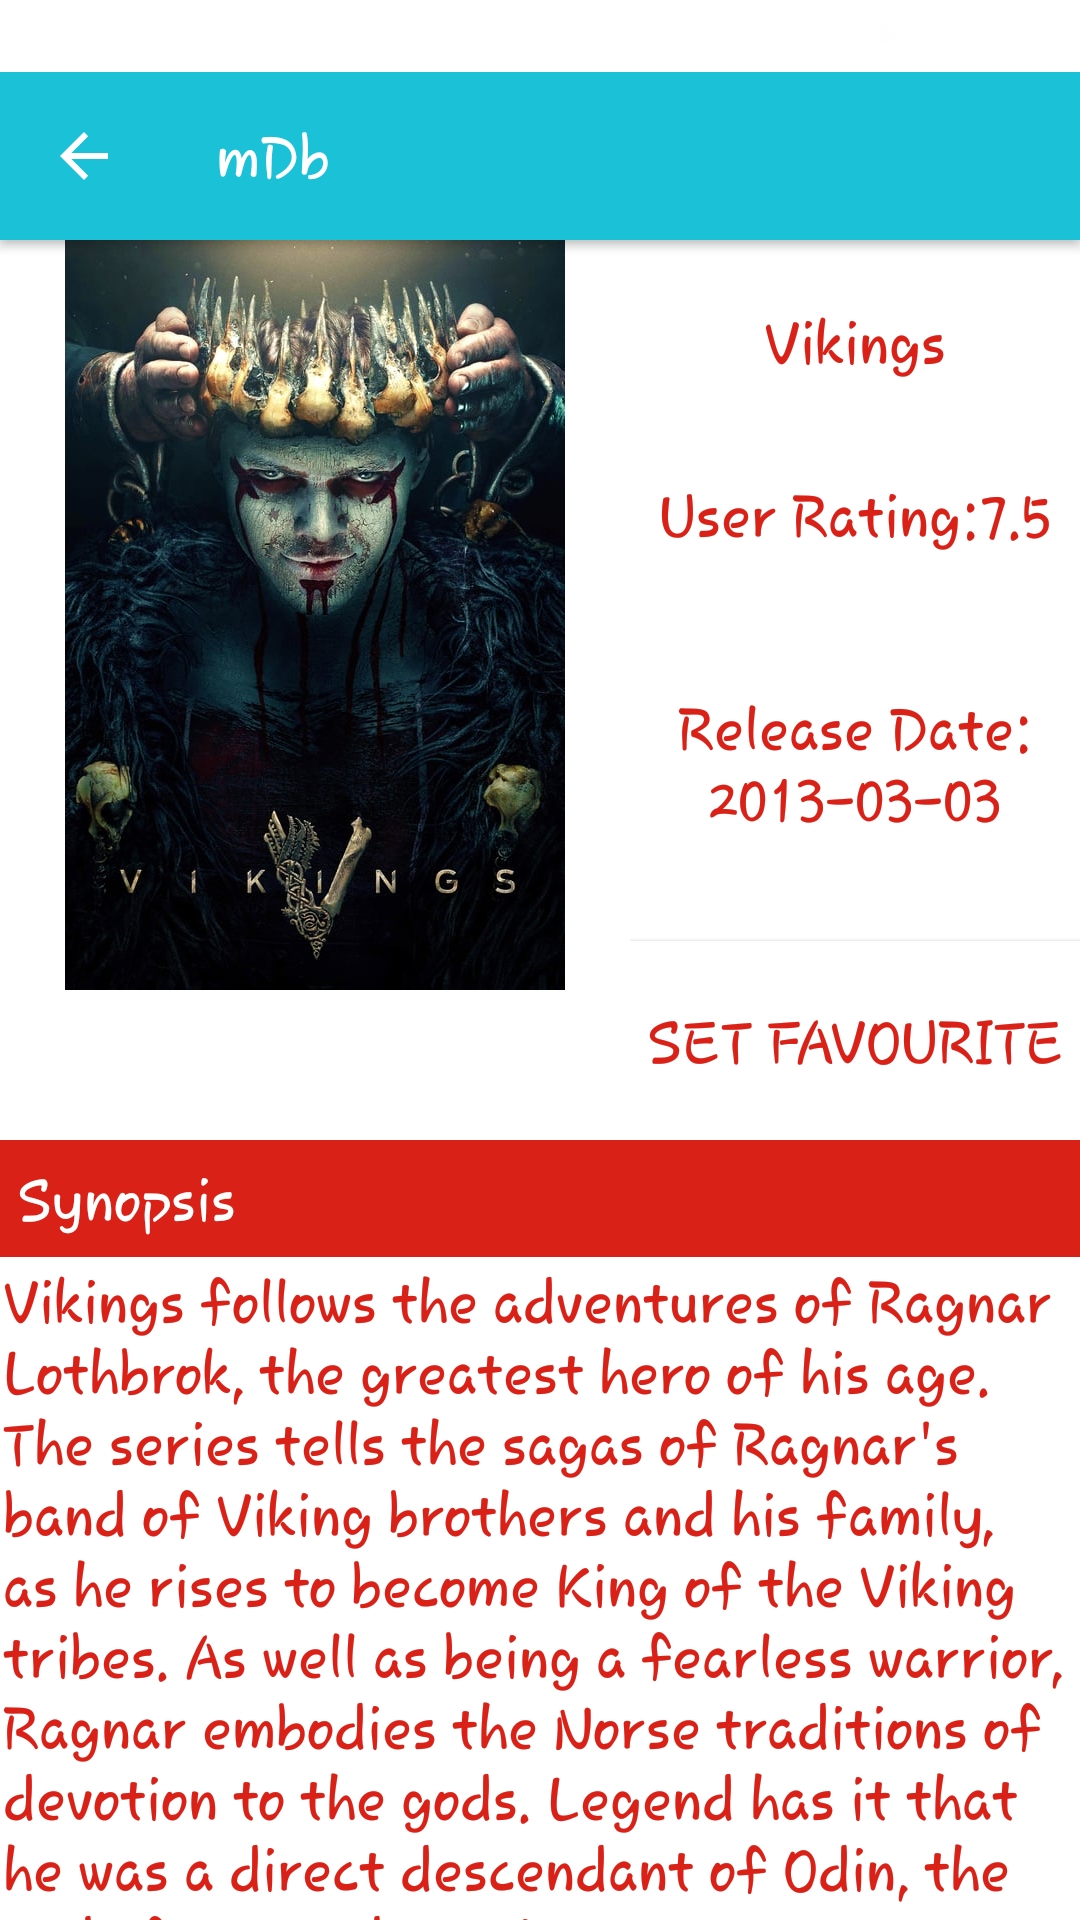 mDb
VIKINGS
Vikings
User Rating:7.5
Release Date:
2013-03-03
SET FAVOURITE
Synopsis
Vikings follows the adventures of Ragnar
Lothbrok, the greatest hero of his age.
The series tells the sagas of Ragnar's
band of Viking brothers and his family,
as he rises to become King of the Viking
tribes. As well as being a fearless warrior,
Ragnar embodies the Norse traditions of
devotion to the gods. Legend has it that
he was a direct descendant of Odin, the